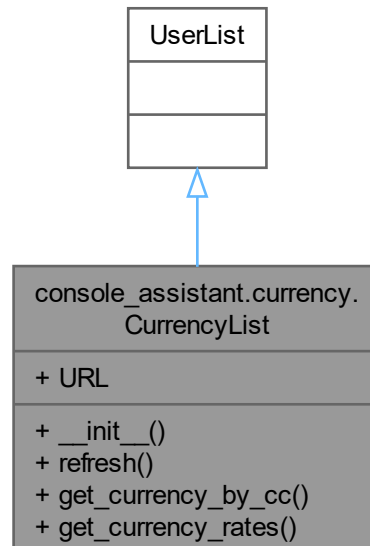 UserList
console_assistant.currency.
CurrencyList
+ URL
+ __init__()
+ refresh()
+ get_currency_by_cc()
+ get_currency_rates()